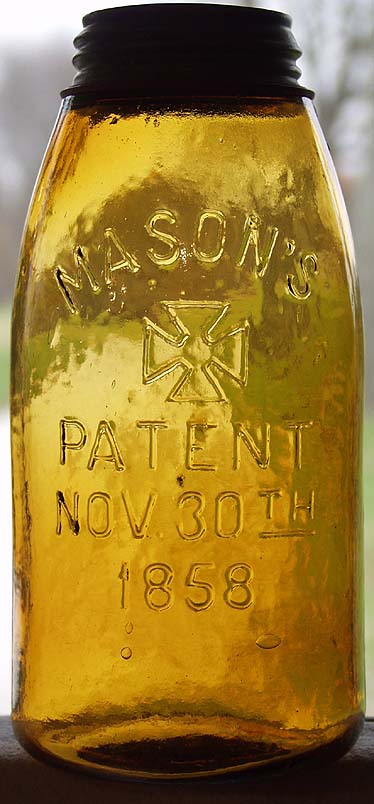 MASON'S
PATENT
NOV. 30TH
1858